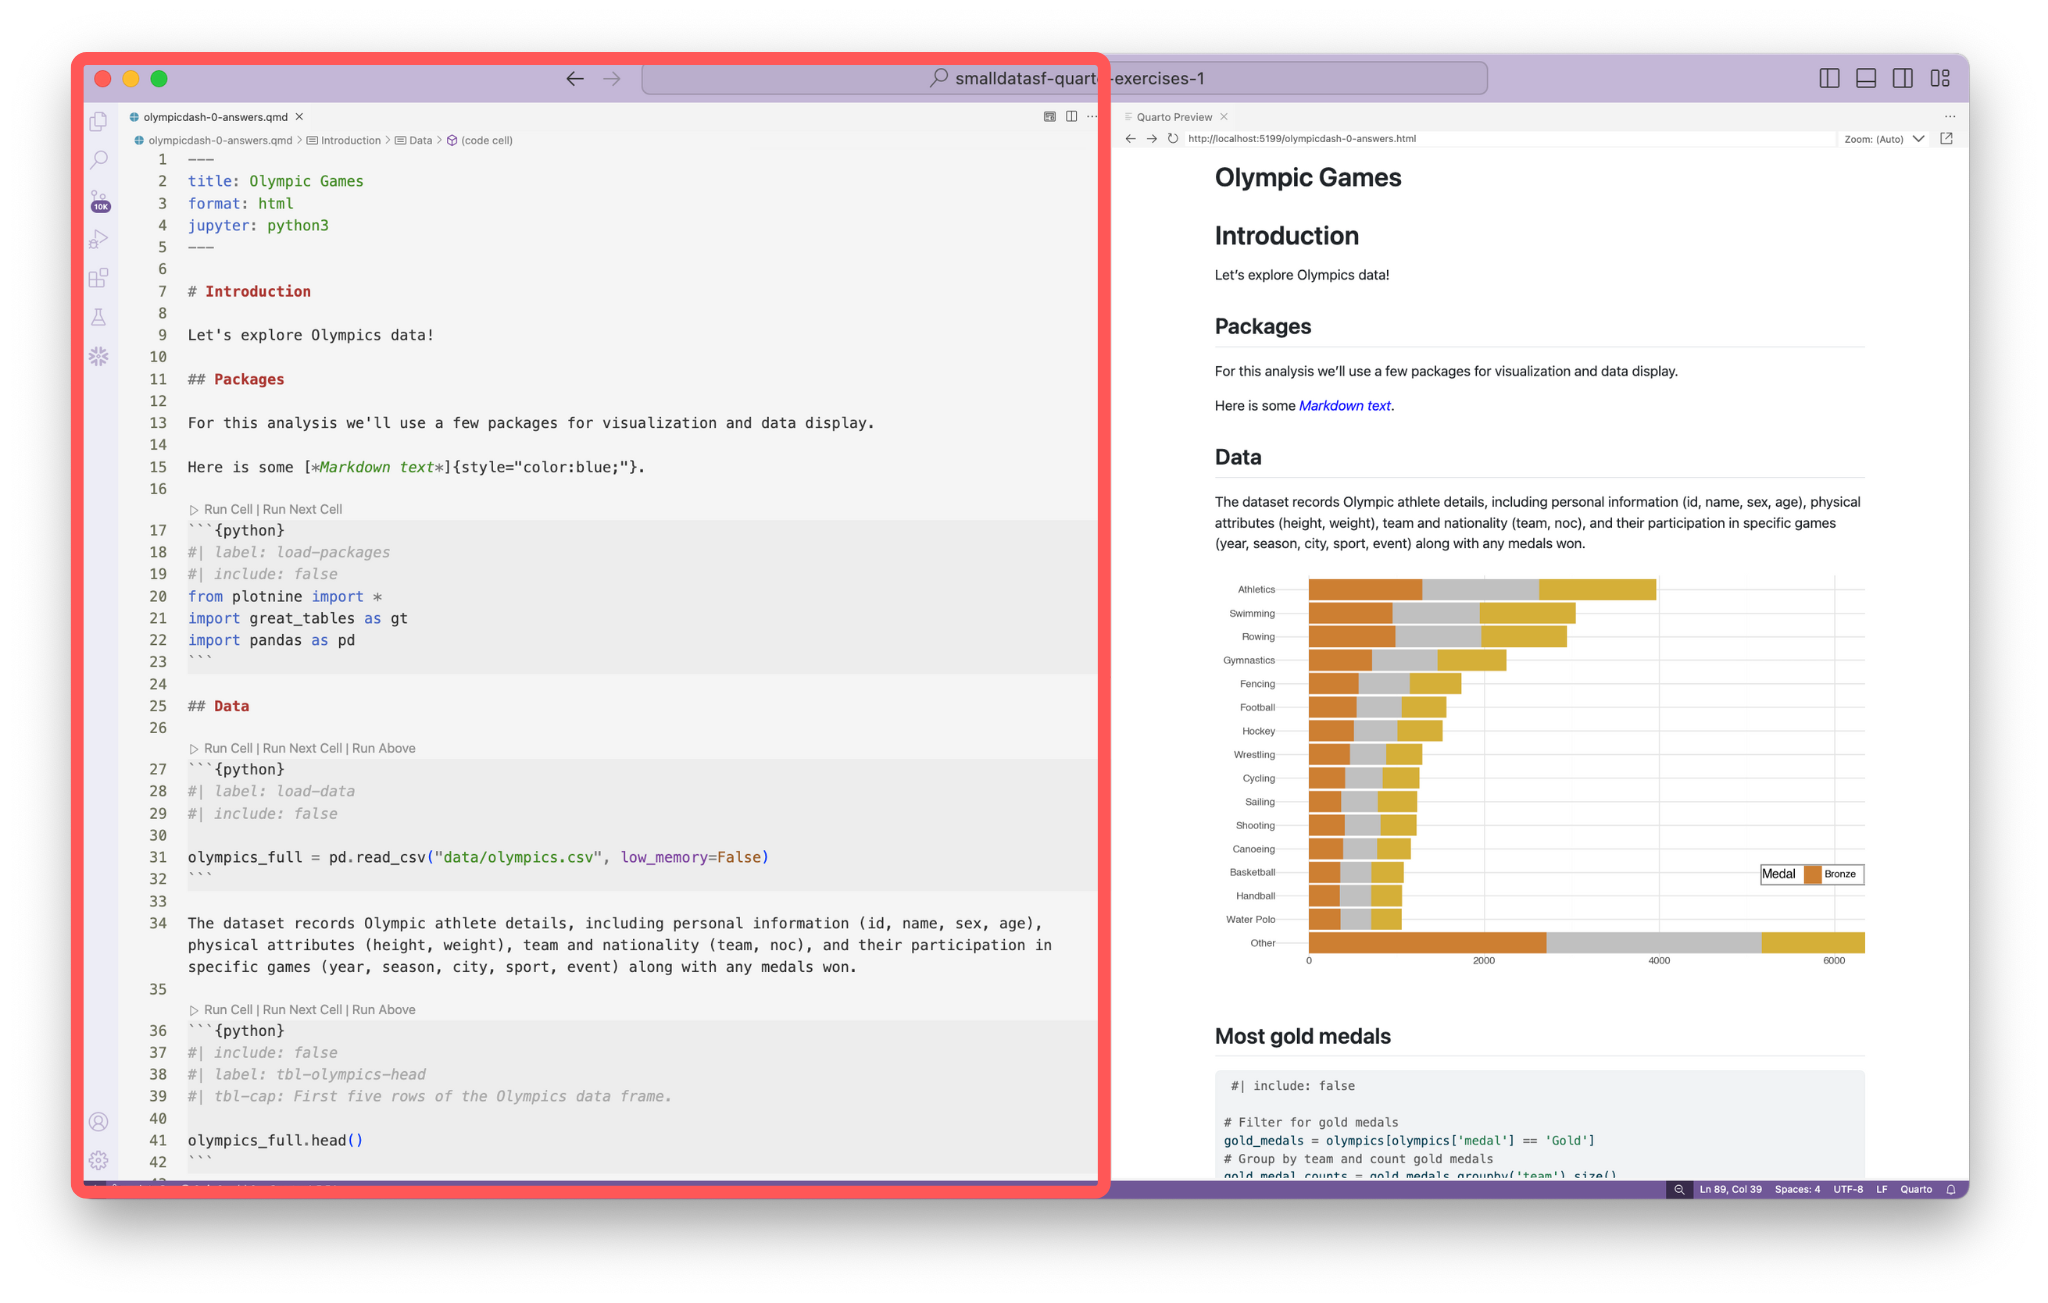 smalldatasf-quarto-exercises-1
olympicdash-0-answers.qmd
olympicdash-0-answers.qmd > Introduction > Data > (code cell)
10K
1 ---
2 title: Olympic Games
3 format: html
4 jupyter: python3
5 ---
6
7 # Introduction
8
9 Let's explore Olympics data!
10
11 ## Packages
12
13 For this analysis we'll use a few packages for visualization and data display.
14
15 Here is some [*Markdown text*]{style="color:blue;"}.
16
Run Cell | Run Next Cell
17 ```{python}
18 #| label: load-packages
19 #| include: false
20 from plotnine import *
21 import great_tables as gt
22 import pandas as pd
23 ```
24
25 ## Data
26
Run Cell | Run Next Cell | Run Above
27 ```{python}
28 #| label: load-data
29 #| include: false
30
31 olympics_full = pd.read_csv("data/olympics.csv", low_memory=False)
32 ```
33
34 The dataset records Olympic athlete details, including personal information (id, name, sex, age),
physical attributes (height, weight), team and nationality (team, noc), and their participation in
specific games (year, season, city, sport, event) along with any medals won.
35
Run Cell | Run Next Cell | Run Above
36 ```{python}
37 #| include: false
38 #| label: tbl-olympics-head
39 #| tbl-cap: First five rows of the Olympics data frame.
40
41 olympics_full.head()
42 ```
Quarto Preview
http://localhost:5199/olympicdash-0-answers.html
Zoom: (Auto)
Olympic Games
Introduction
Let's explore Olympics data!
Packages
For this analysis we'll use a few packages for visualization and data display.
Here is some Markdown text.
Data
The dataset records Olympic athlete details, including personal information (id, name, sex, age), physical
attributes (height, weight), team and nationality (team, noc), and their participation in specific games
(year, season, city, sport, event) along with any medals won.
Athletics
Swimming
Rowing
Gymnastics
Fencing
Football
Hockey
Wrestling
Cycling
Sailing
Shooting
Canoeing
Basketball
Handball
Water Polo
Other
0 2000 4000 6000
Medal Bronze
Most gold medals
#| include: false
# Filter for gold medals
gold_medals = olympics[olympics['medal'] == 'Gold']
# Group by team and count gold medals
gold_medal_counts = gold_medals.groupby('team').size()
Ln 89, Col 39 Spaces: 4 UTF-8 LF Quarto